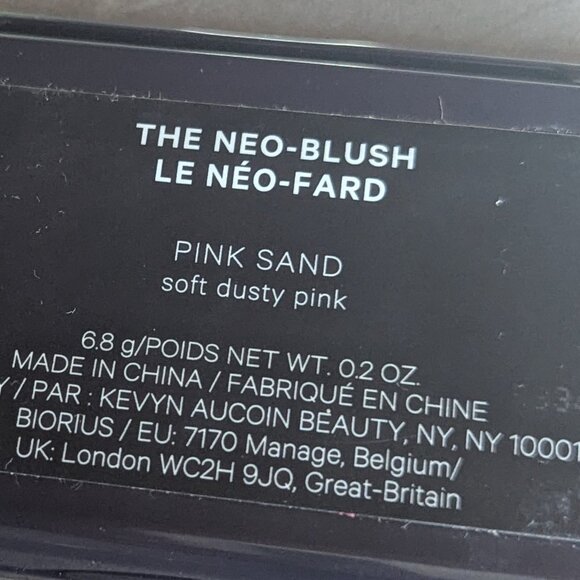 THE NEO-BLUSH
LE NÉO-FARD
PINK SAND
soft dusty pink
6.8 g/POIDS NET WT. 0.2 OZ.
MADE IN CHINA / FABRIQUÉ EN CHINE
/ PAR : KEVYN AUCOIN BEAUTY, NY, NY 10001
BIORIUS / EU: 7170 Manage, Belgium/
UK: London WC2H 9JQ, Great-Britain